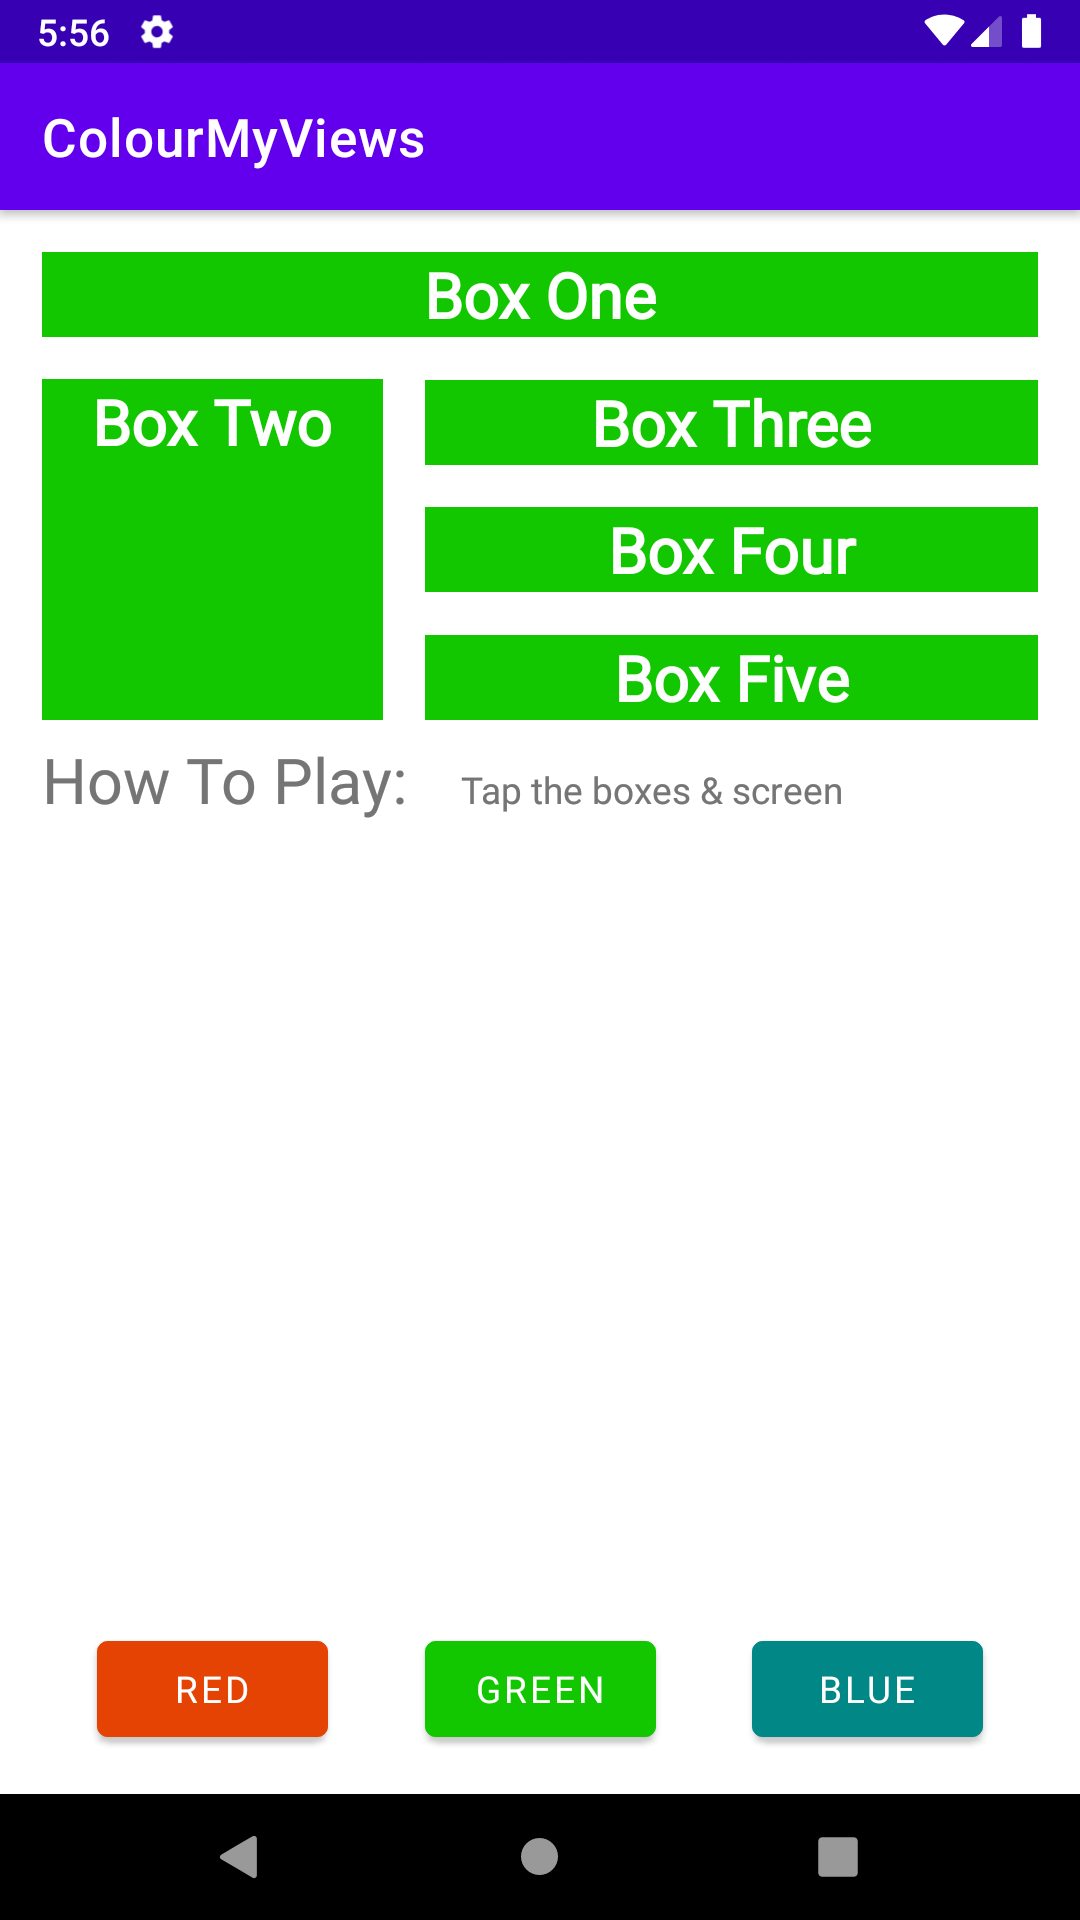 5:56
ColourMyViews
Box One
Box Two
Box Three
Box Four
Box Five
How To Play:
Tap the boxes & screen
RED
GREEN
BLUE